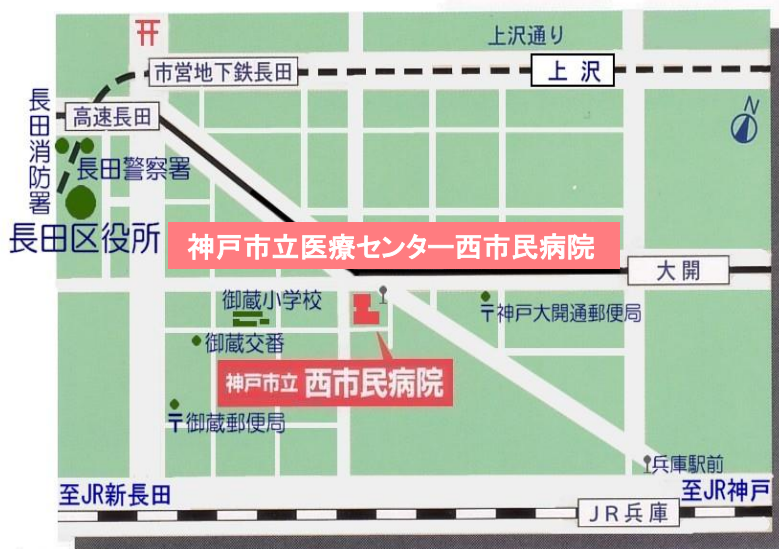 上沢通り
市営地下鉄長田
上沢
N
高速長田
長田消防署
長田警察署
長田区役所
神戸市立医療センター西市民病院
大開
御蔵小学校
〒神戸大開通郵便局
御蔵交番
神戸市立 西市民病院
〒御蔵郵便局
兵庫駅前
至JR新長田
至JR神戸
JR兵庫